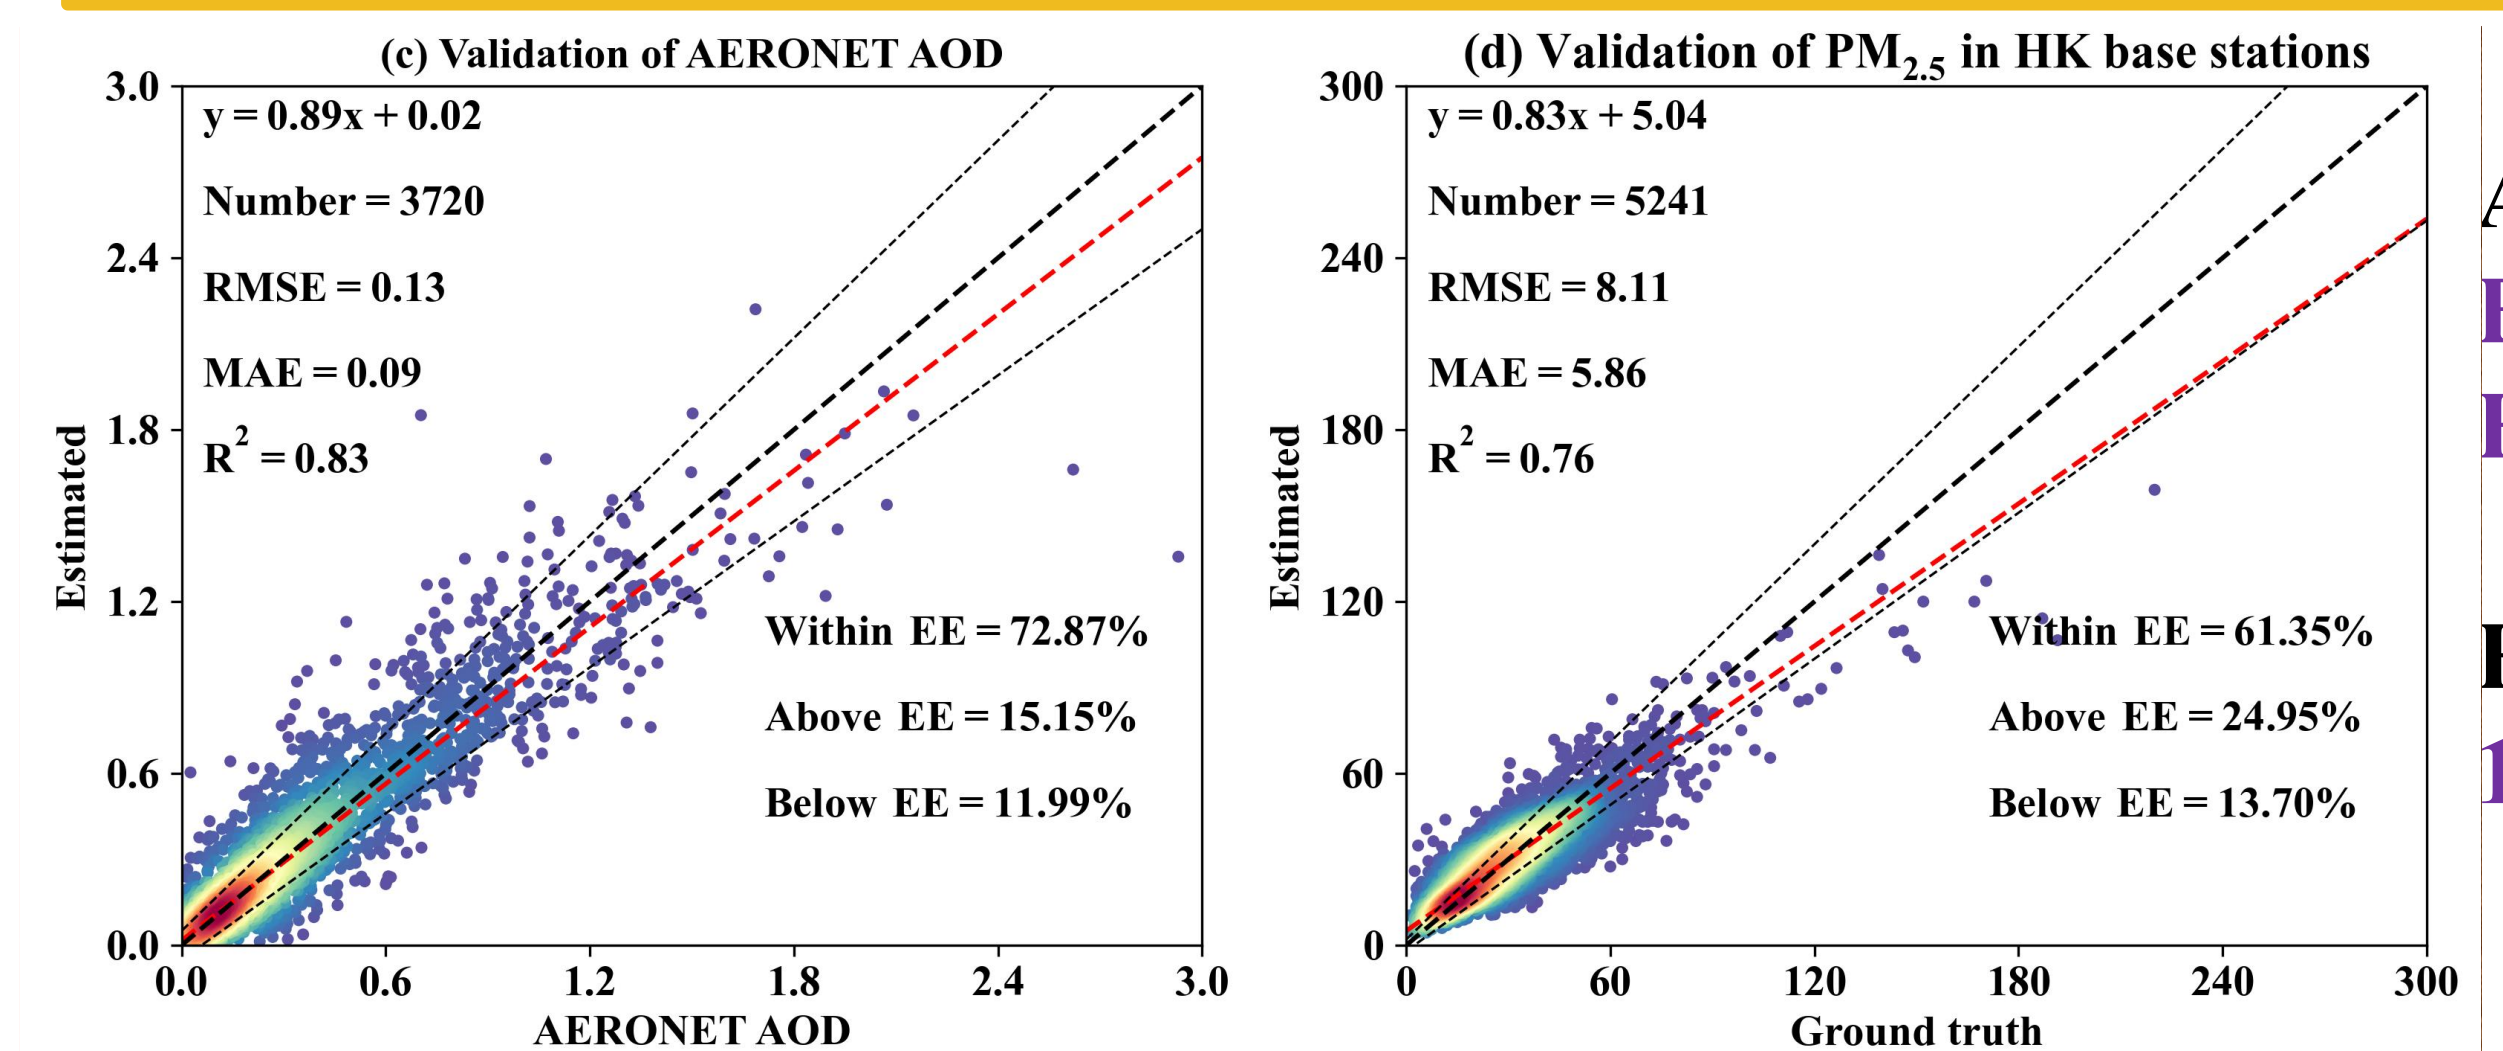 (c) Validation of AERONET AOD
3.0
2.4
1.8
1.2
0.6
0.0
Estimated
y = 0.89x + 0.02
Number = 3720
RMSE = 0.13
MAE = 0.09
R² = 0.83
Within EE = 72.87%
Above EE = 15.15%
Below EE = 11.99%
0.0 0.6 1.2 1.8 2.4 3.0
AERONET AOD
(d) Validation of PM₂.₅ in HK base stations
300
240
180
120
60
0
Estimated
y = 0.83x + 5.04
Number = 5241
RMSE = 8.11
MAE = 5.86
R² = 0.76
Within EE = 61.35%
Above EE = 24.95%
Below EE = 13.70%
0 60 120 180 240 300
Ground truth